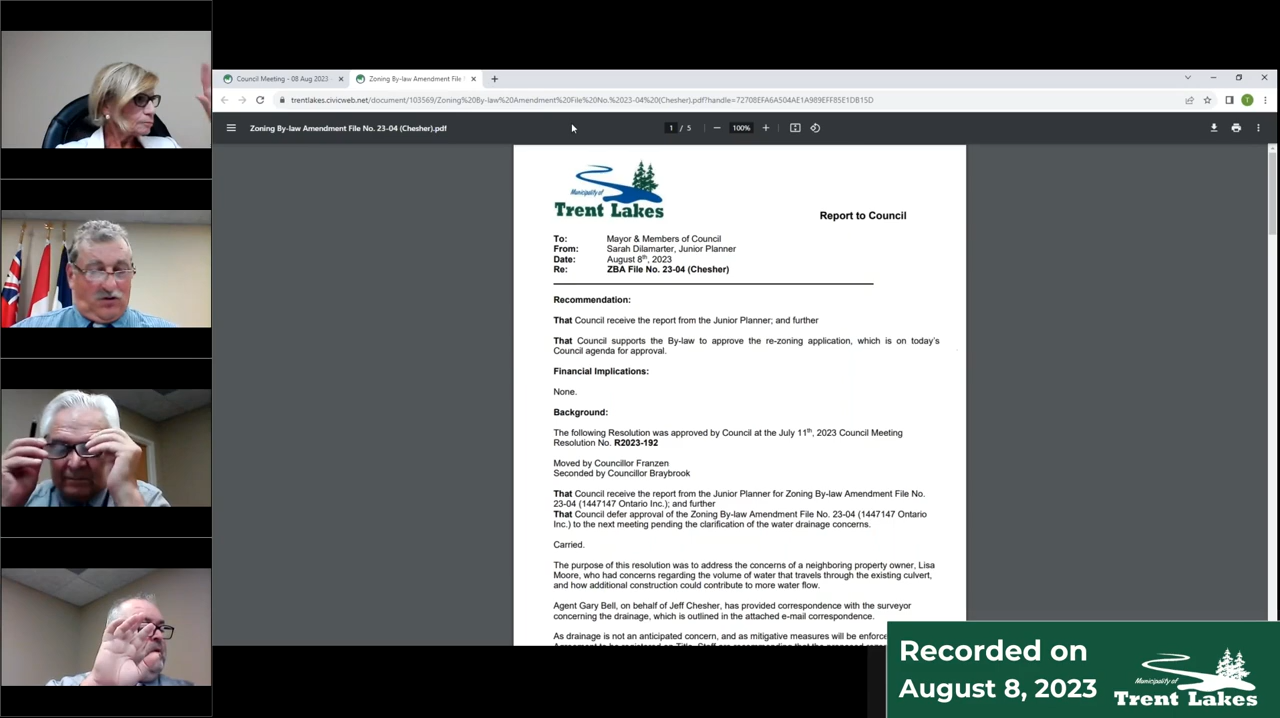 Council Meeting - 08 Aug 2023
Zoning By-law Amendment File
trentlakes.civicweb.net/document/103569/Zoning%20By-law%20Amendment%20File%20No.%2023-04%20(Chesher).pdf?handle=72708EFA6A504AE1A989EFF85E1DB15D
T
Zoning By-law Amendment File No. 23-04 (Chesher).pdf
1 / 5
100%
Municipality of
Trent Lakes
Report to Council
To: Mayor & Members of Council
From: Sarah Dilamarter, Junior Planner
Date: August 8th, 2023
Re: ZBA File No. 23-04 (Chesher)
Recommendation:
That Council receive the report from the Junior Planner; and further
That Council supports the By-law to approve the re-zoning application, which is on today's
Council agenda for approval.
Financial Implications:
None.
Background:
The following Resolution was approved by Council at the July 11th, 2023 Council Meeting
Resolution No. R2023-192
Moved by Councillor Franzen
Seconded by Councillor Braybrook
That Council receive the report from the Junior Planner for Zoning By-law Amendment File No.
23-04 (1447147 Ontario Inc.); and further
That Council defer approval of the Zoning By-law Amendment File No. 23-04 (1447147 Ontario
Inc.) to the next meeting pending the clarification of the water drainage concerns.
Carried.
The purpose of this resolution was to address the concerns of a neighboring property owner, Lisa
Moore, who had concerns regarding the volume of water that travels through the existing culvert,
and how additional construction could contribute to more water flow.
Agent Gary Bell, on behalf of Jeff Chesher, has provided correspondence with the surveyor
concerning the drainage, which is outlined in the attached e-mail correspondence.
As drainage is not an anticipated concern, and as mitigative measures will be enforce
Recorded on
August 8, 2023
Municipality of
Trent Lakes